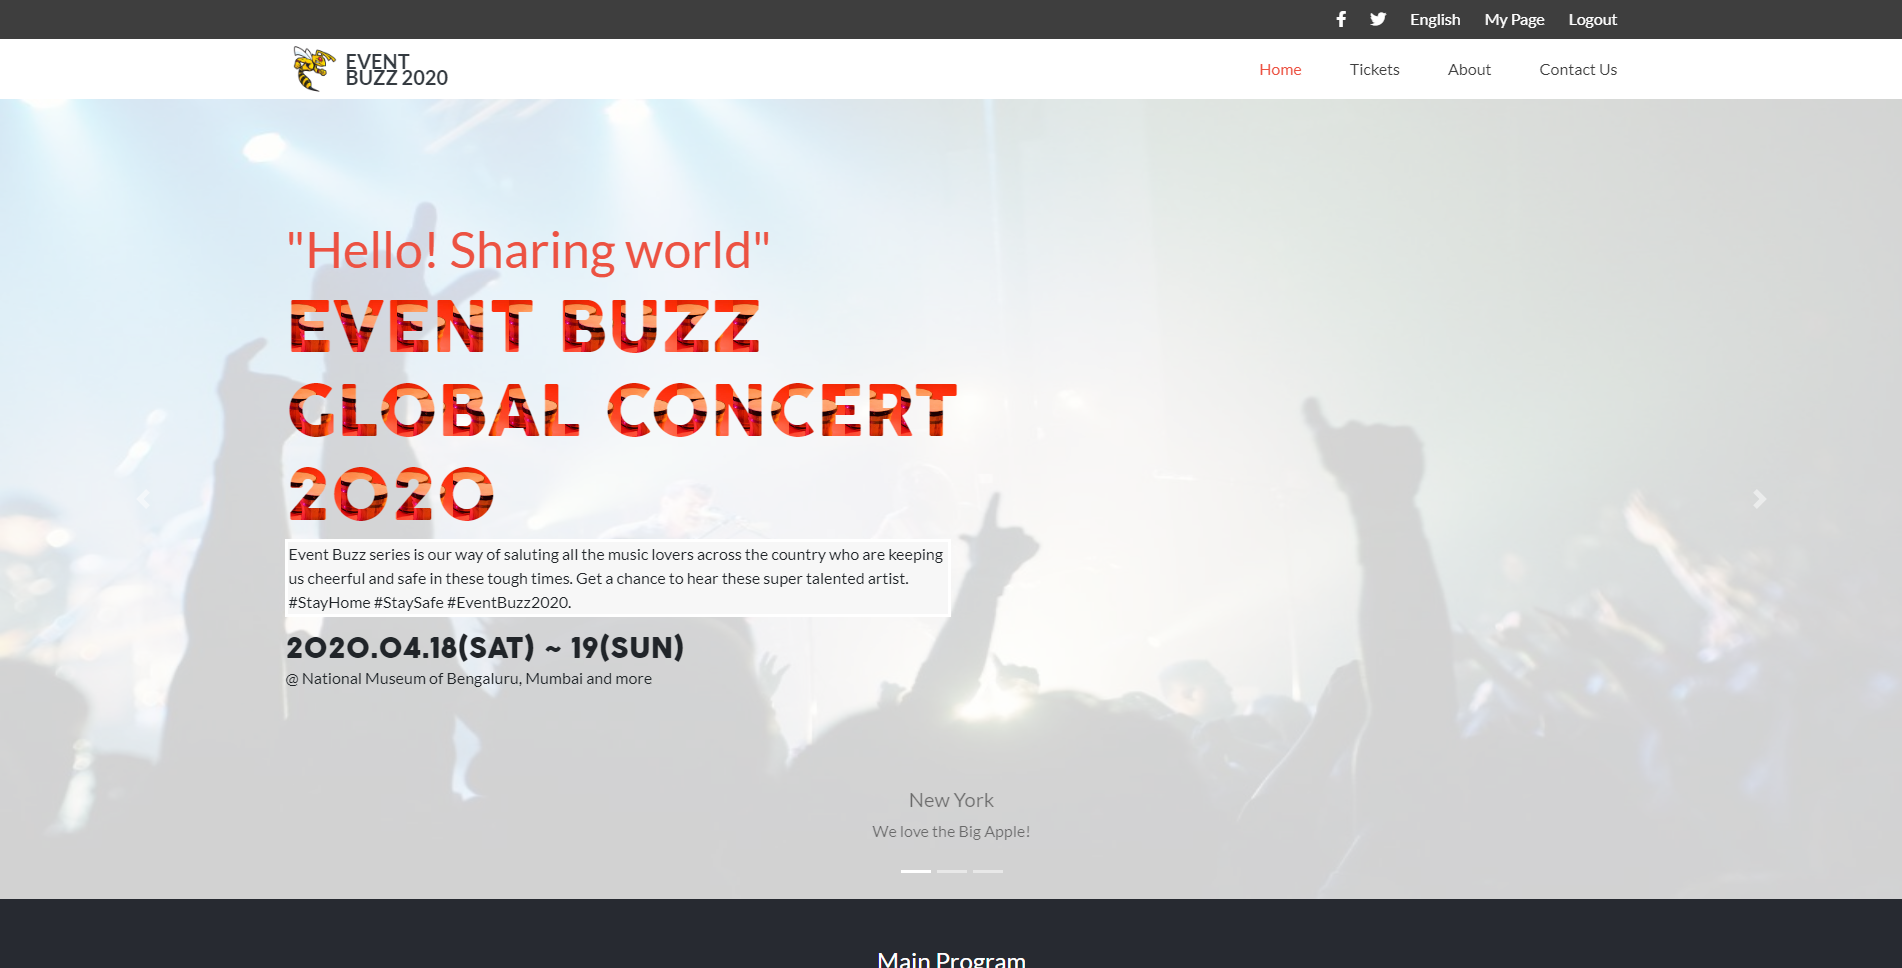 English My Page Logout
EVENT
BUZZ 2020
Home Tickets About Contact Us
"Hello! Sharing world"
EVENT BUZZ
GLOBAL CONCERT
2020
Event Buzz series is our way of saluting all the music lovers across the country who are keeping
us cheerful and safe in these tough times. Get a chance to hear these super talented artist.
#StayHome #StaySafe #EventBuzz2020.
2020.04.18(SAT) ~ 19(SUN)
@ National Museum of Bengaluru, Mumbai and more
New York
We love the Big Apple!
Main Program